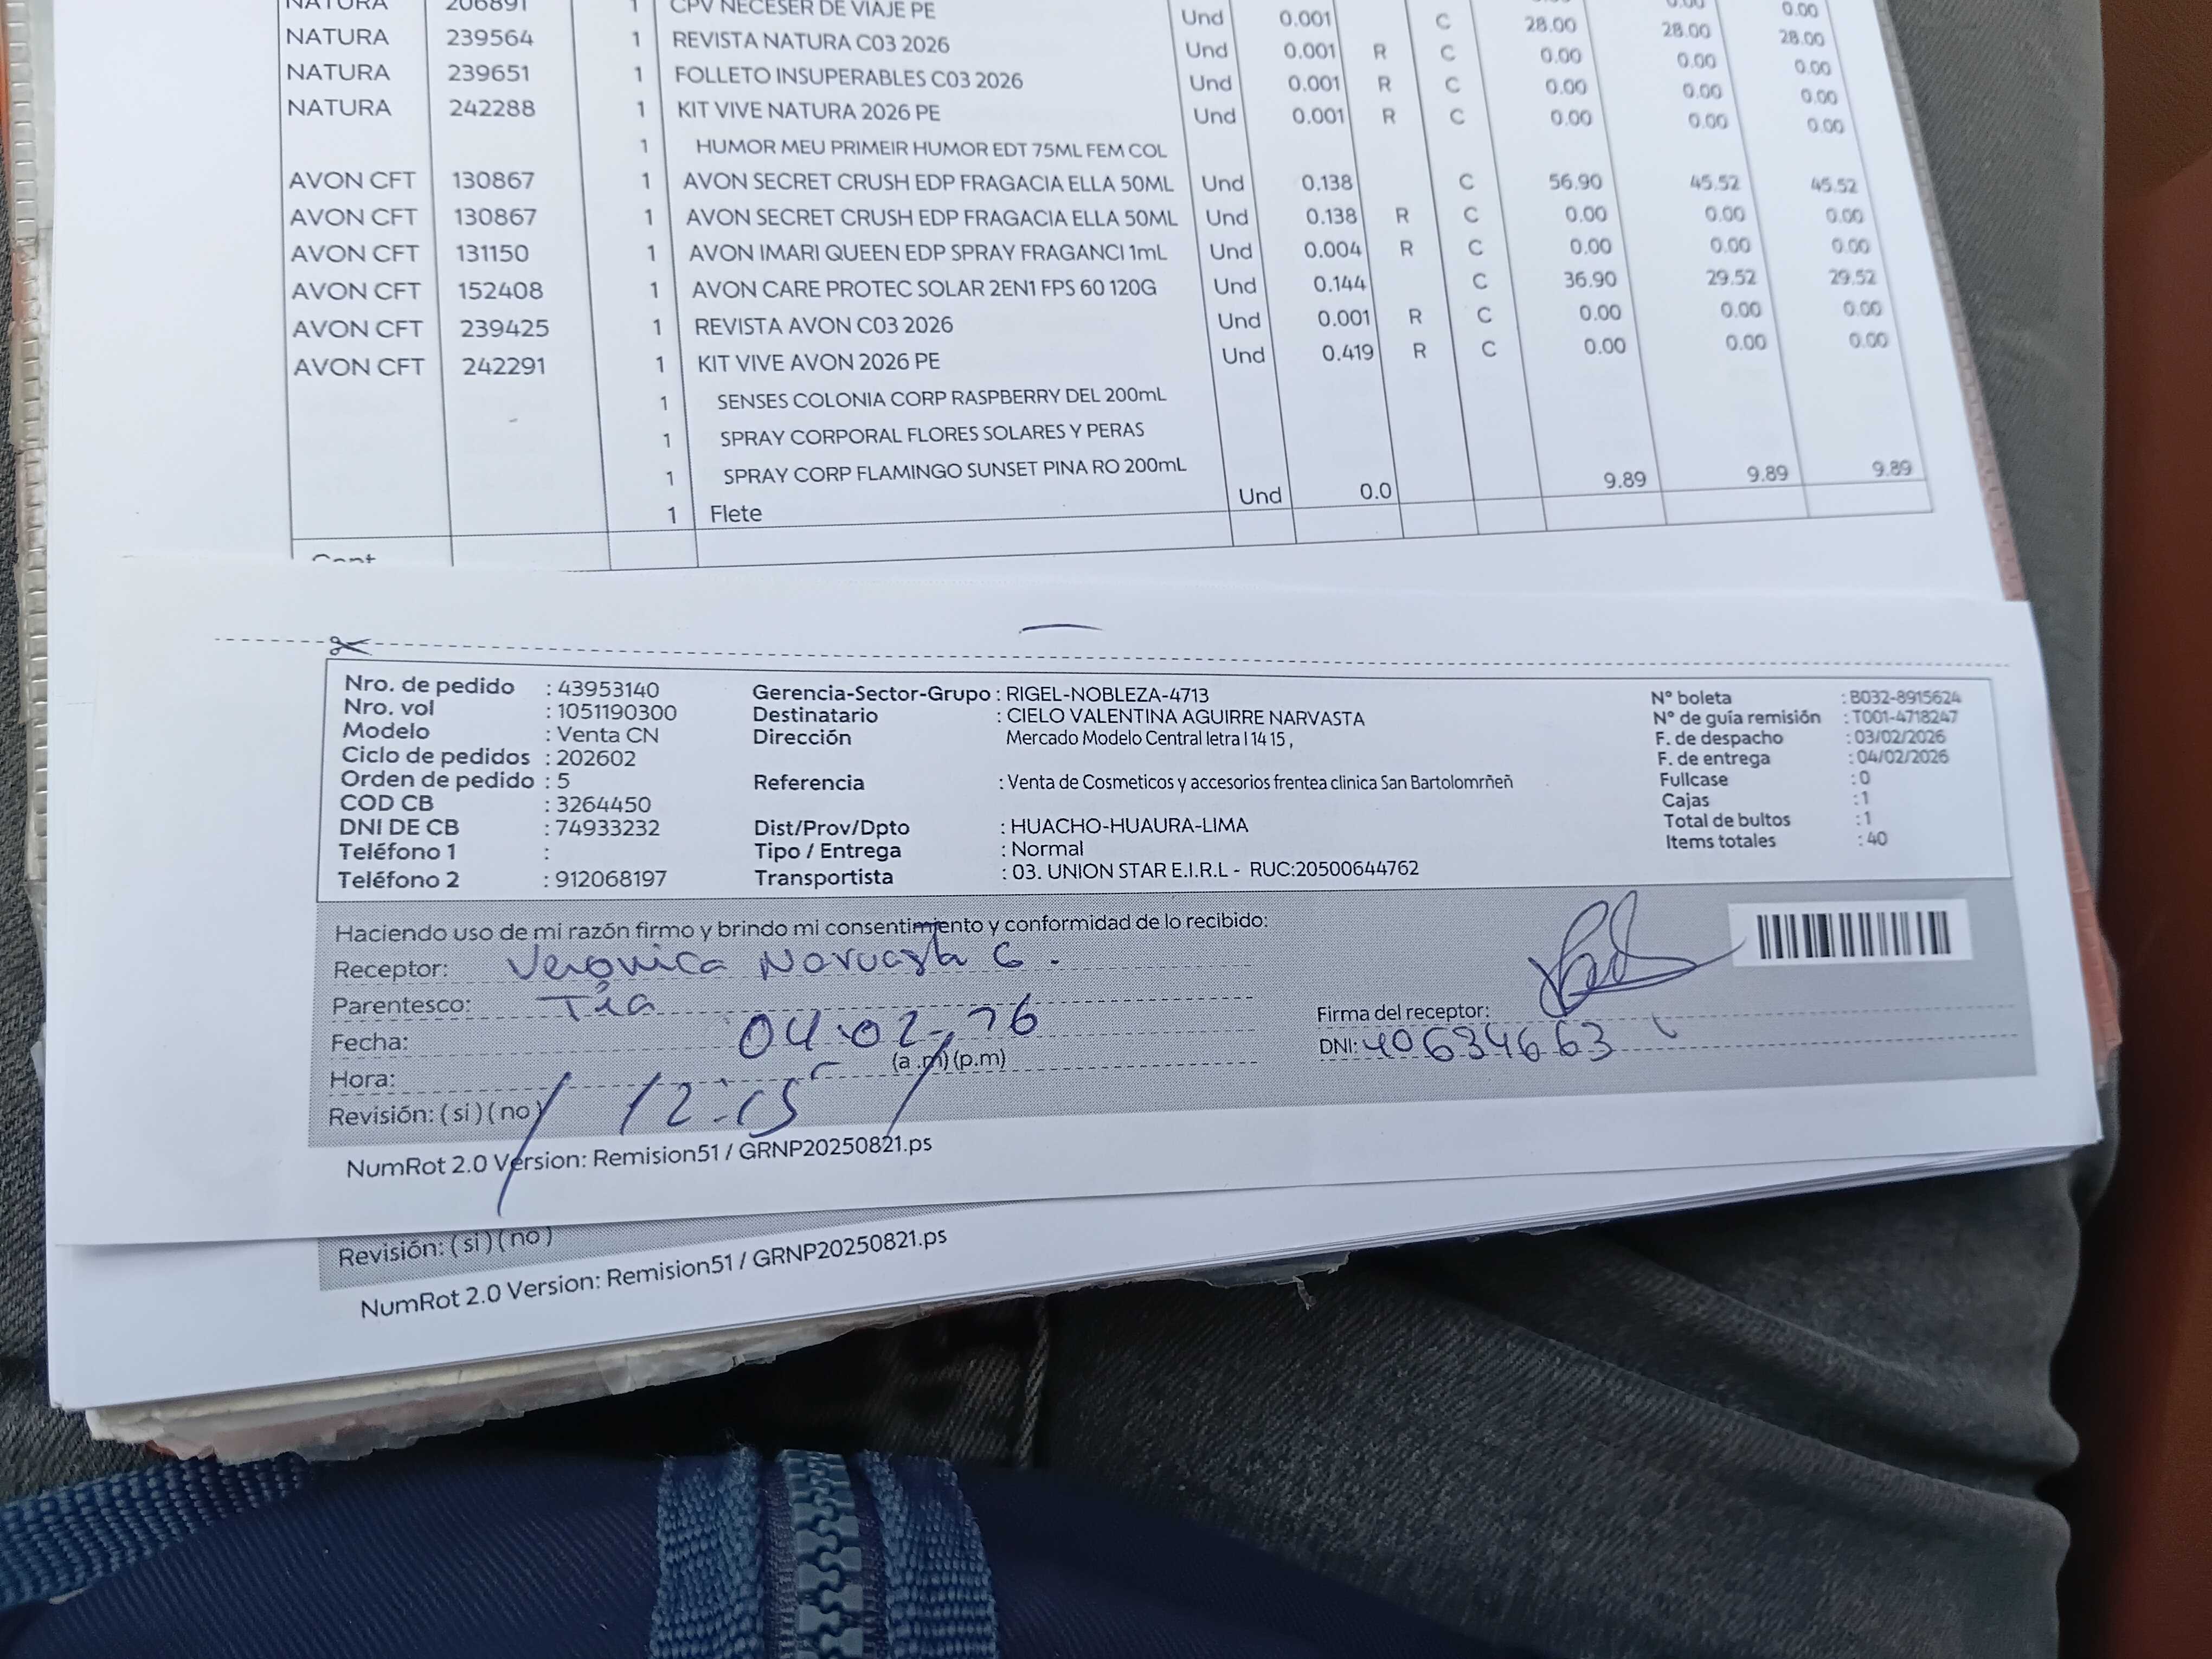 NATURA 206891 1 CPV NECESER DE VIAJE PE Und 0.001 C 28.00 28.00 28.00
NATURA 239564 1 REVISTA NATURA C03 2026 Und 0.001 R C 0.00 0.00 0.00
NATURA 239651 1 FOLLETO INSUPERABLES C03 2026 Und 0.001 R C 0.00 0.00 0.00
NATURA 242288 1 KIT VIVE NATURA 2026 PE Und 0.001 R C 0.00 0.00 0.00
1 HUMOR MEU PRIMEIR HUMOR EDT 75ML FEM COL
AVON CFT 130867 1 AVON SECRET CRUSH EDP FRAGACIA ELLA 50ML Und 0.138 C 56.90 45.52 45.52
AVON CFT 130867 1 AVON SECRET CRUSH EDP FRAGACIA ELLA 50ML Und 0.138 R C 0.00 0.00 0.00
AVON CFT 131150 1 AVON IMARI QUEEN EDP SPRAY FRAGANCI 1mL Und 0.004 R C 0.00 0.00 0.00
AVON CFT 152408 1 AVON CARE PROTEC SOLAR 2EN1 FPS 60 120G Und 0.144 C 36.90 29.52 29.52
AVON CFT 239425 1 REVISTA AVON C03 2026 Und 0.001 R C 0.00 0.00 0.00
AVON CFT 242291 1 KIT VIVE AVON 2026 PE Und 0.419 R C 0.00 0.00 0.00
1 SENSES COLONIA CORP RASPBERRY DEL 200mL
1 SPRAY CORPORAL FLORES SOLARES Y PERAS
1 SPRAY CORP FLAMINGO SUNSET PINA RO 200mL
1 Flete Und 0.0 9.89 9.89 9.89
Nro. de pedido : 43953140
Nro. vol : 1051190300
Modelo : Venta CN
Ciclo de pedidos : 202602
Orden de pedido : 5
COD CB : 3264450
DNI DE CB : 74933232
Teléfono 1 :
Teléfono 2 : 912068197
Gerencia-Sector-Grupo : RIGEL-NOBLEZA-4713
Destinatario : CIELO VALENTINA AGUIRRE NARVASTA
Dirección Mercado Modelo Central letra I 14 15 ,
Referencia : Venta de Cosmeticos y accesorios frentea clinica San Bartolomrñeñ
Dist/Prov/Dpto : HUACHO-HUAURA-LIMA
Tipo / Entrega : Normal
Transportista : 03. UNION STAR E.I.R.L - RUC:20500644762
N° boleta : B032-8915624
N° de guía remisión : T001-4718247
F. de despacho : 03/02/2026
F. de entrega : 04/02/2026
Fullcase : 0
Cajas : 1
Total de bultos : 1
Items totales : 40
Haciendo uso de mi razón firmo y brindo mi consentimiento y conformidad de lo recibido:
Receptor: Veronica Narvasta C.
Parentesco: Tía
Fecha: 04-02-26
Hora: 12:15 (a.m)(p.m)
Revisión: (si) (no)
Firma del receptor:
DNI: 40634663
NumRot 2.0 Version: Remision51 / GRNP20250821.ps
Revisión: (si) (no)
NumRot 2.0 Version: Remision51 / GRNP20250821.ps